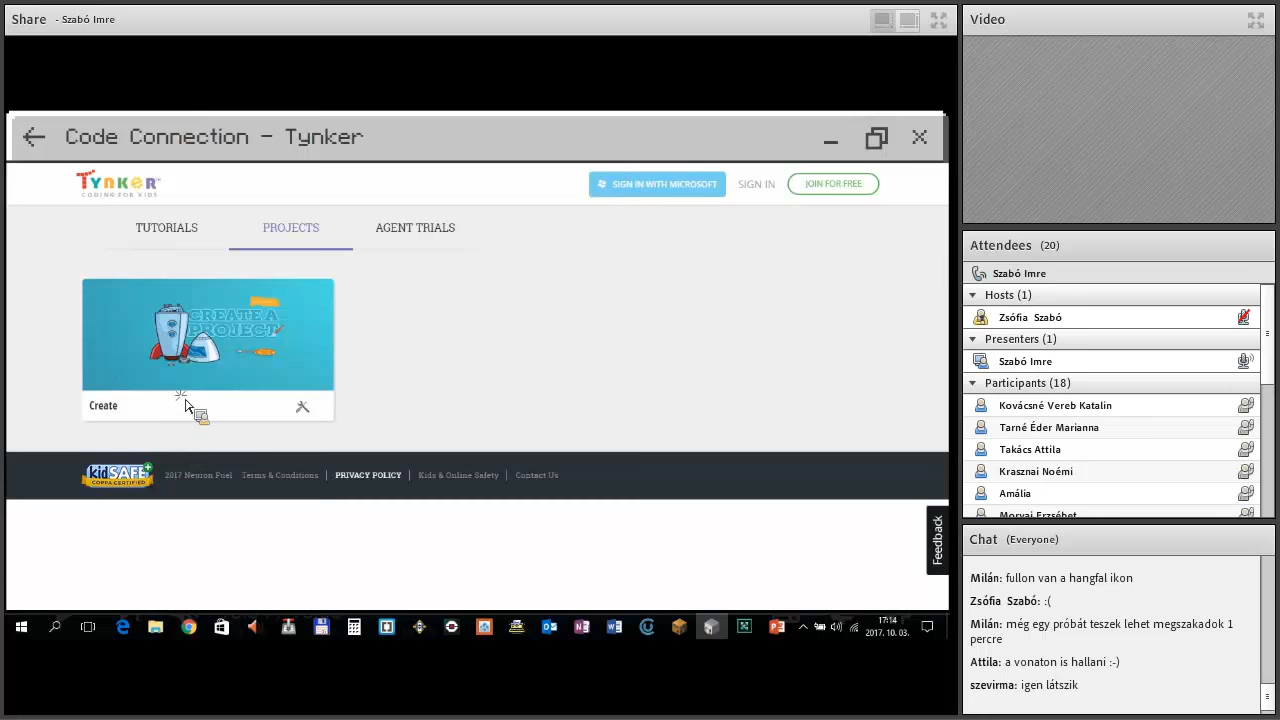 Share - Szabó Imre
Video
Code Connection - Tynker
TYNKER
CODING FOR KIDS
SIGN IN WITH MICROSOFT
SIGN IN
JOIN FOR FREE
TUTORIALS
PROJECTS
AGENT TRIALS
CREATE A
PROJECT
Create
kidSAFE
COPPA CERTIFIED
2017 Neuron Fuel
Terms & Conditions
PRIVACY POLICY
Kids & Online Safety
Contact Us
Feedback
17:14
2017. 10. 03.
Attendees (20)
Szabó Imre
Hosts (1)
Zsófia Szabó
Presenters (1)
Szabó Imre
Participants (18)
Kovácsné Vereb Katalin
Tarné Éder Marianna
Takács Attila
Krasznai Noémi
Amália
Morvai Erzsébet
Chat (Everyone)
Milán: fullon van a hangfal ikon
Zsófia Szabó: :(
Milán: még egy próbát teszek lehet megszakadok 1
percre
Attila: a vonaton is hallani :-)
szevirma: igen látszik